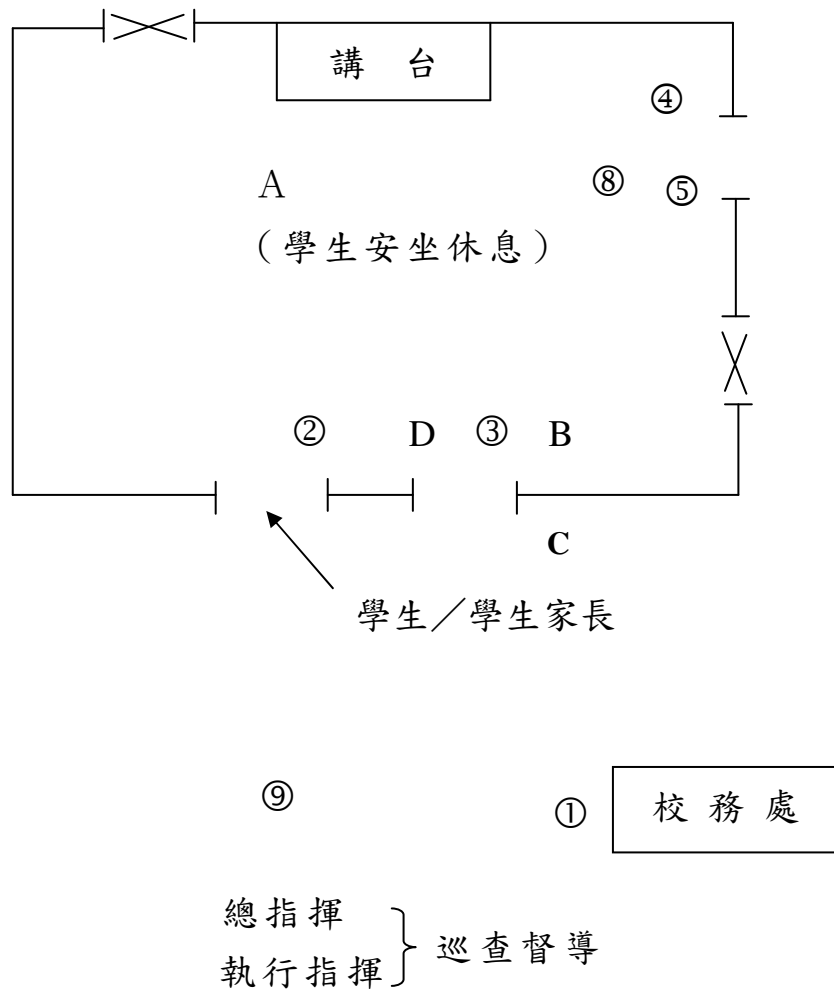 講 台
④
A ⑧ ⑤
（學生安坐休息）
② D ③ B
C
學生／學生家長
⑨ ① 校 務 處
總指揮
執行指揮 } 巡查督導